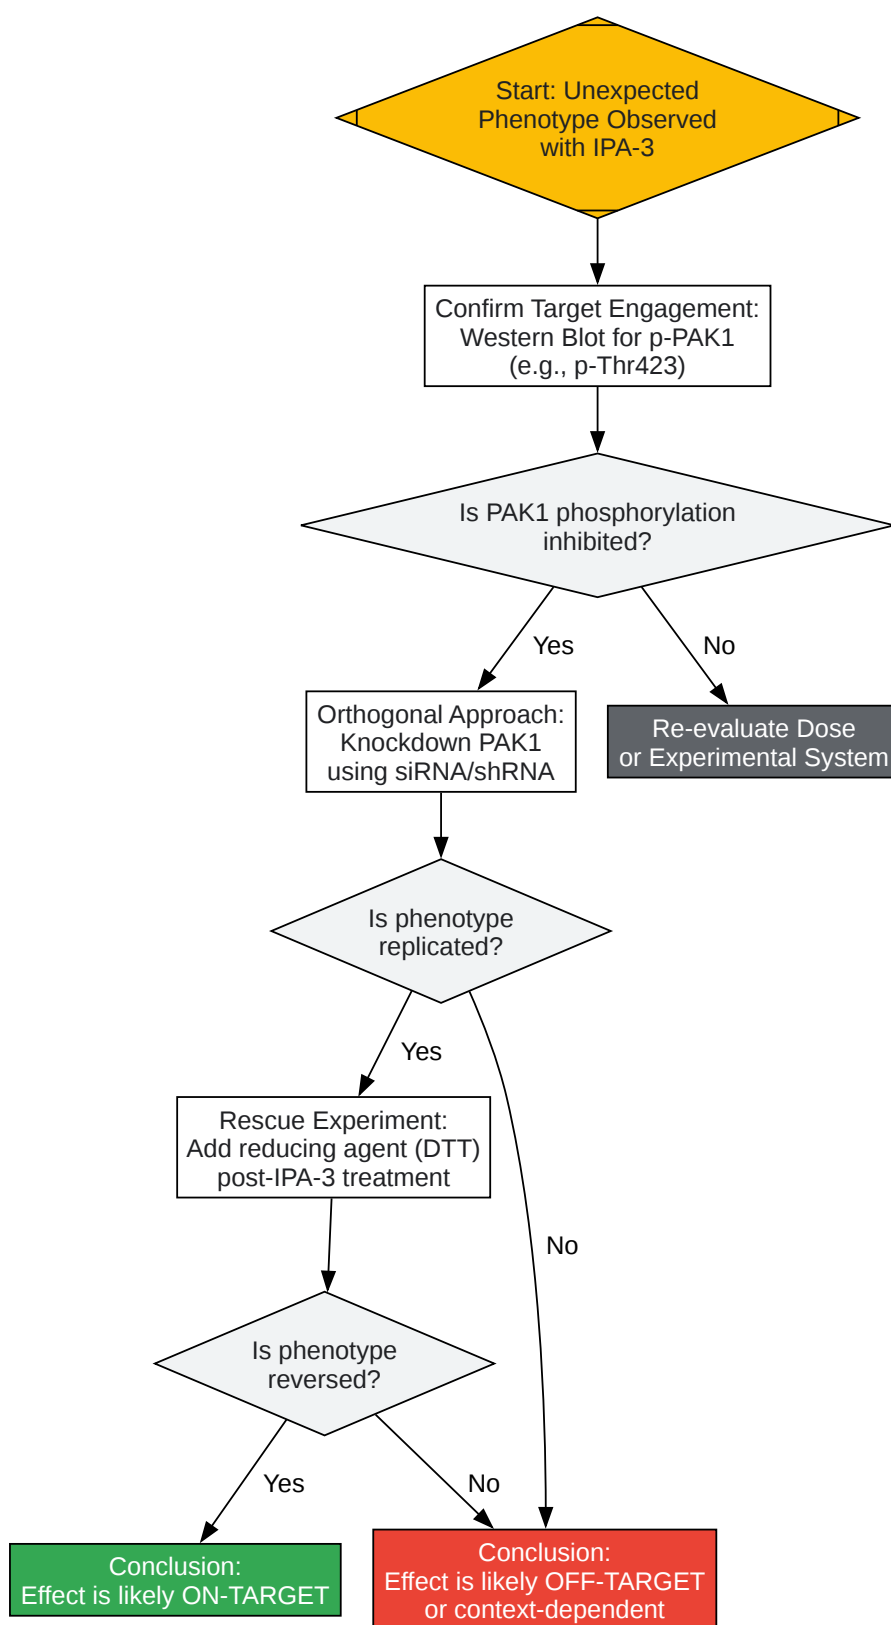 Start: Unexpected
Phenotype Observed
with IPA-3
Confirm Target Engagement:
Western Blot for p-PAK1
(e.g., p-Thr423)
Is PAK1 phosphorylation
inhibited?
Yes
No
Orthogonal Approach:
Knockdown PAK1
using siRNA/shRNA
Re-evaluate Dose
or Experimental System
Is phenotype
replicated?
Yes
Rescue Experiment:
Add reducing agent (DTT)
post-IPA-3 treatment
No
Is phenotype
reversed?
Yes
No
Conclusion:
Effect is likely ON-TARGET
Conclusion:
Effect is likely OFF-TARGET
or context-dependent